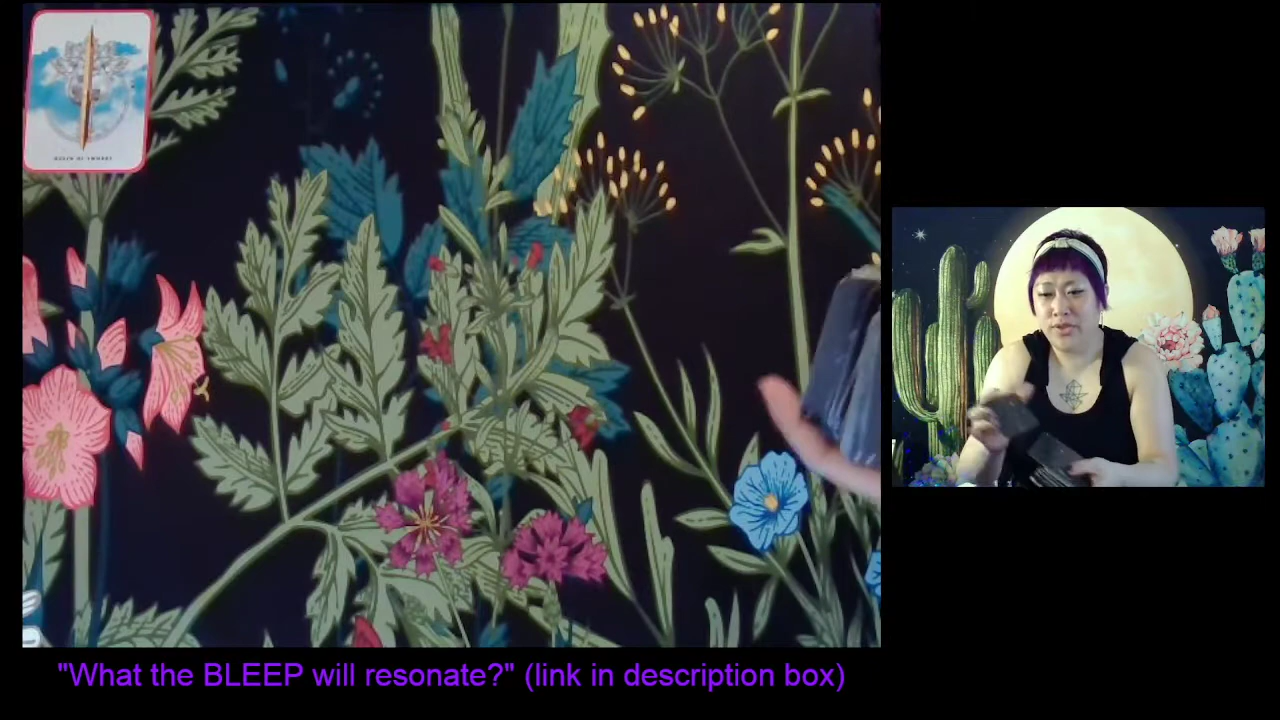 "What the BLEEP will resonate?" (link in description box)